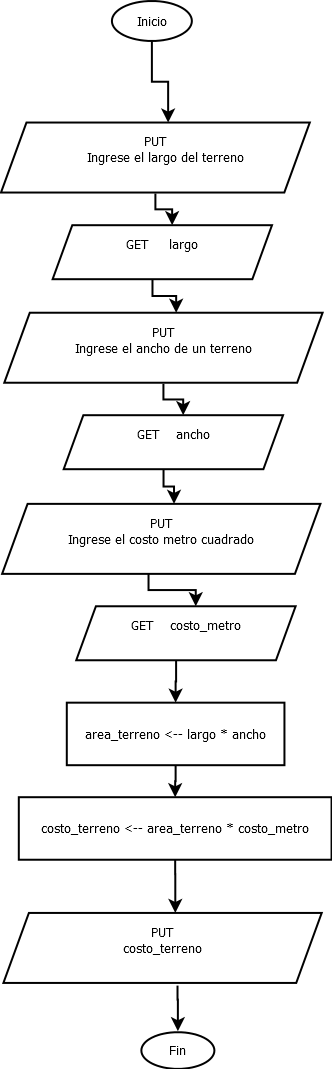 Inicio
PUT
Ingrese el largo del terreno
GET largo
PUT
Ingrese el ancho de un terreno
GET ancho
PUT
Ingrese el costo metro cuadrado
GET costo_metro
area_terreno <-- largo * ancho
costo_terreno <-- area_terreno * costo_metro
PUT
costo_terreno
Fin